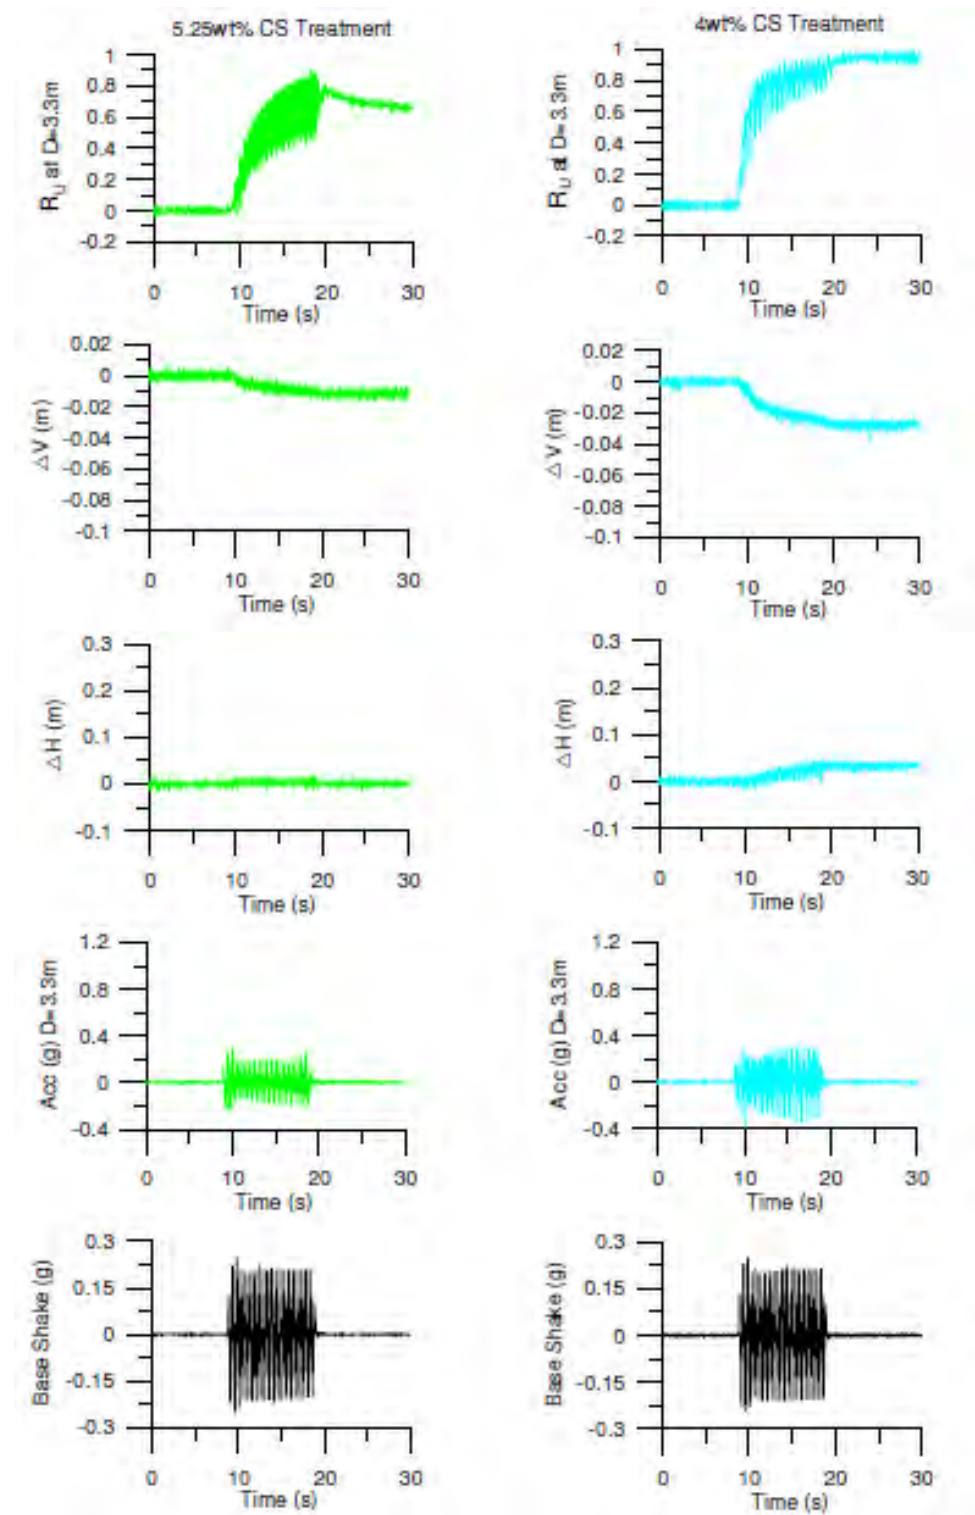 5.25wt% CS Treatment
4wt% CS Treatment
1
0.8
0.6
0.4
0.2
0
-0.2
R_U at D=3.3m
0 10 20 30
Time (s)
1
0.8
0.6
0.4
0.2
0
-0.2
R_U at D=3.3m
0 10 20 30
Time (s)
0.02
0
-0.02
-0.04
-0.06
-0.08
-0.1
△V (m)
0 10 20 30
Time (s)
0.02
0
-0.02
-0.04
-0.06
-0.08
-0.1
△V (m)
0 10 20 30
Time (s)
0.3
0.2
0.1
0
-0.1
△H (m)
0 10 20 30
Time (s)
0.3
0.2
0.1
0
-0.1
△H (m)
0 10 20 30
Time (s)
1.2
0.8
0.4
0
-0.4
Acc (g) D=3.3m
0 10 20 30
Time (s)
1.2
0.8
0.4
0
-0.4
Acc (g) D=3.3m
0 10 20 30
Time (s)
0.3
0.15
0
-0.15
-0.3
Base Shake (g)
0 10 20 30
Time (s)
0.3
0.15
0
-0.15
-0.3
Base Shake (g)
0 10 20 30
Time (s)